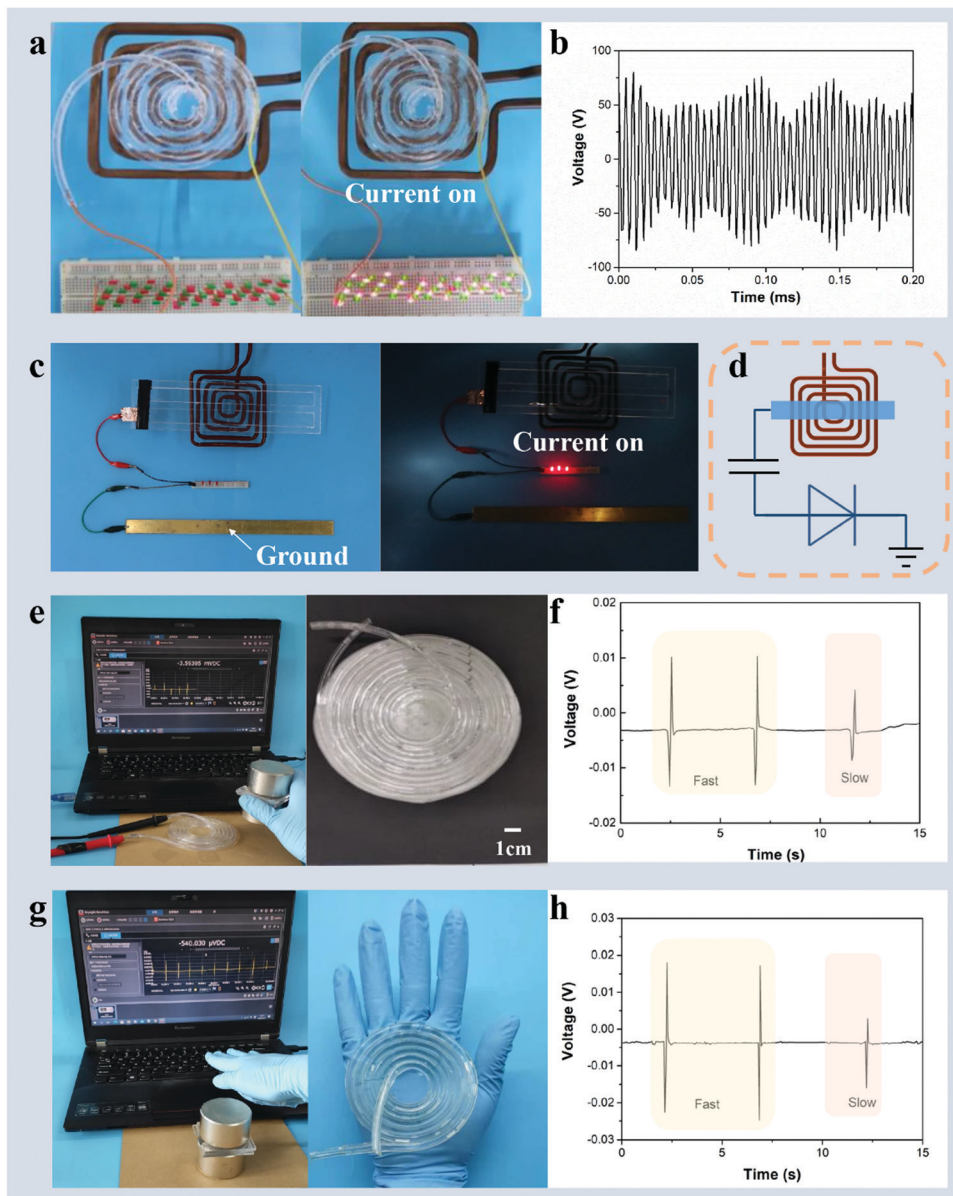 a
Current on
b
100
50
0
-50
-100
Voltage (V)
0.00 0.05 0.10 0.15 0.20
Time (ms)
c
Current on
Ground
d
e
-3.55395 mVDC
1cm
f
0.02
0.01
0.00
-0.01
-0.02
Voltage (V)
Fast
Slow
0 5 10 15
Time (s)
g
-540.030 µVDC
h
0.03
0.02
0.01
0.00
-0.01
-0.02
-0.03
Voltage (V)
Fast
Slow
0 5 10 15
Time (s)